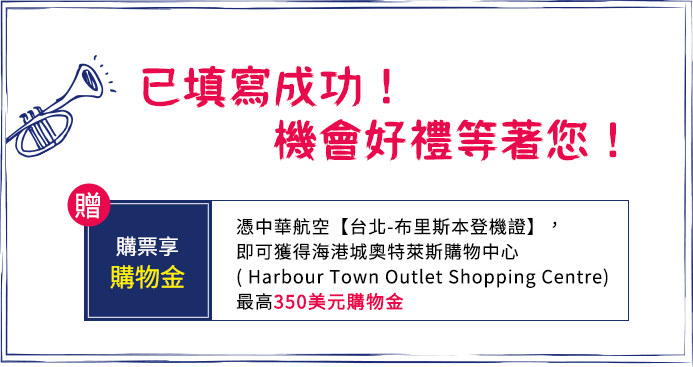 已填寫成功！
機會好禮等著您！
贈
購票享
購物金
憑中華航空【台北-布里斯本登機證】，
即可獲得海港城奧特萊斯購物中心
( Harbour Town Outlet Shopping Centre)
最高350美元購物金